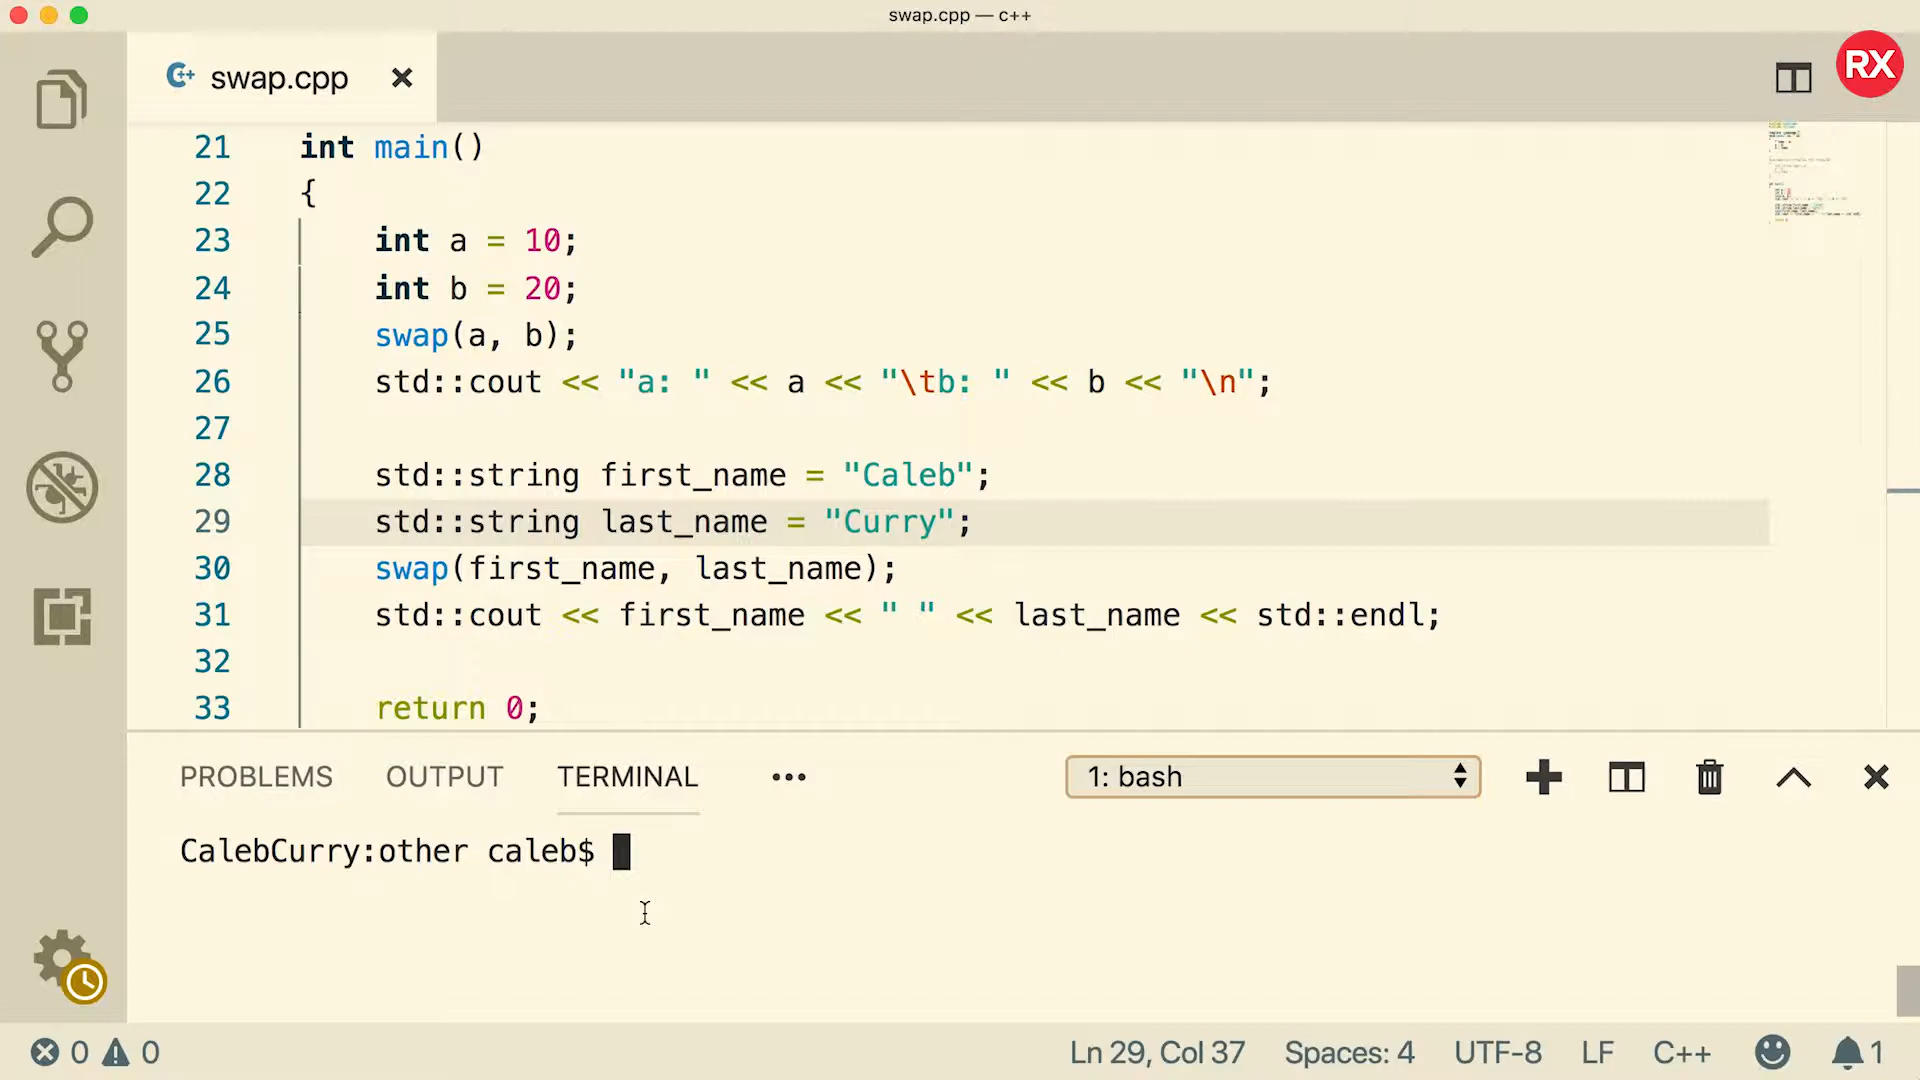 swap.cpp — c++
swap.cpp
RX
21 int main()
22 {
23 int a = 10;
24 int b = 20;
25 swap(a, b);
26 std::cout << "a: " << a << "\tb: " << b << "\n";
27
28 std::string first_name = "Caleb";
29 std::string last_name = "Curry";
30 swap(first_name, last_name);
31 std::cout << first_name << " " << last_name << std::endl;
32
33 return 0;
PROBLEMS OUTPUT TERMINAL ••• 1: bash
CalebCurry:other caleb$
0 0 Ln 29, Col 37 Spaces: 4 UTF-8 LF C++ 1